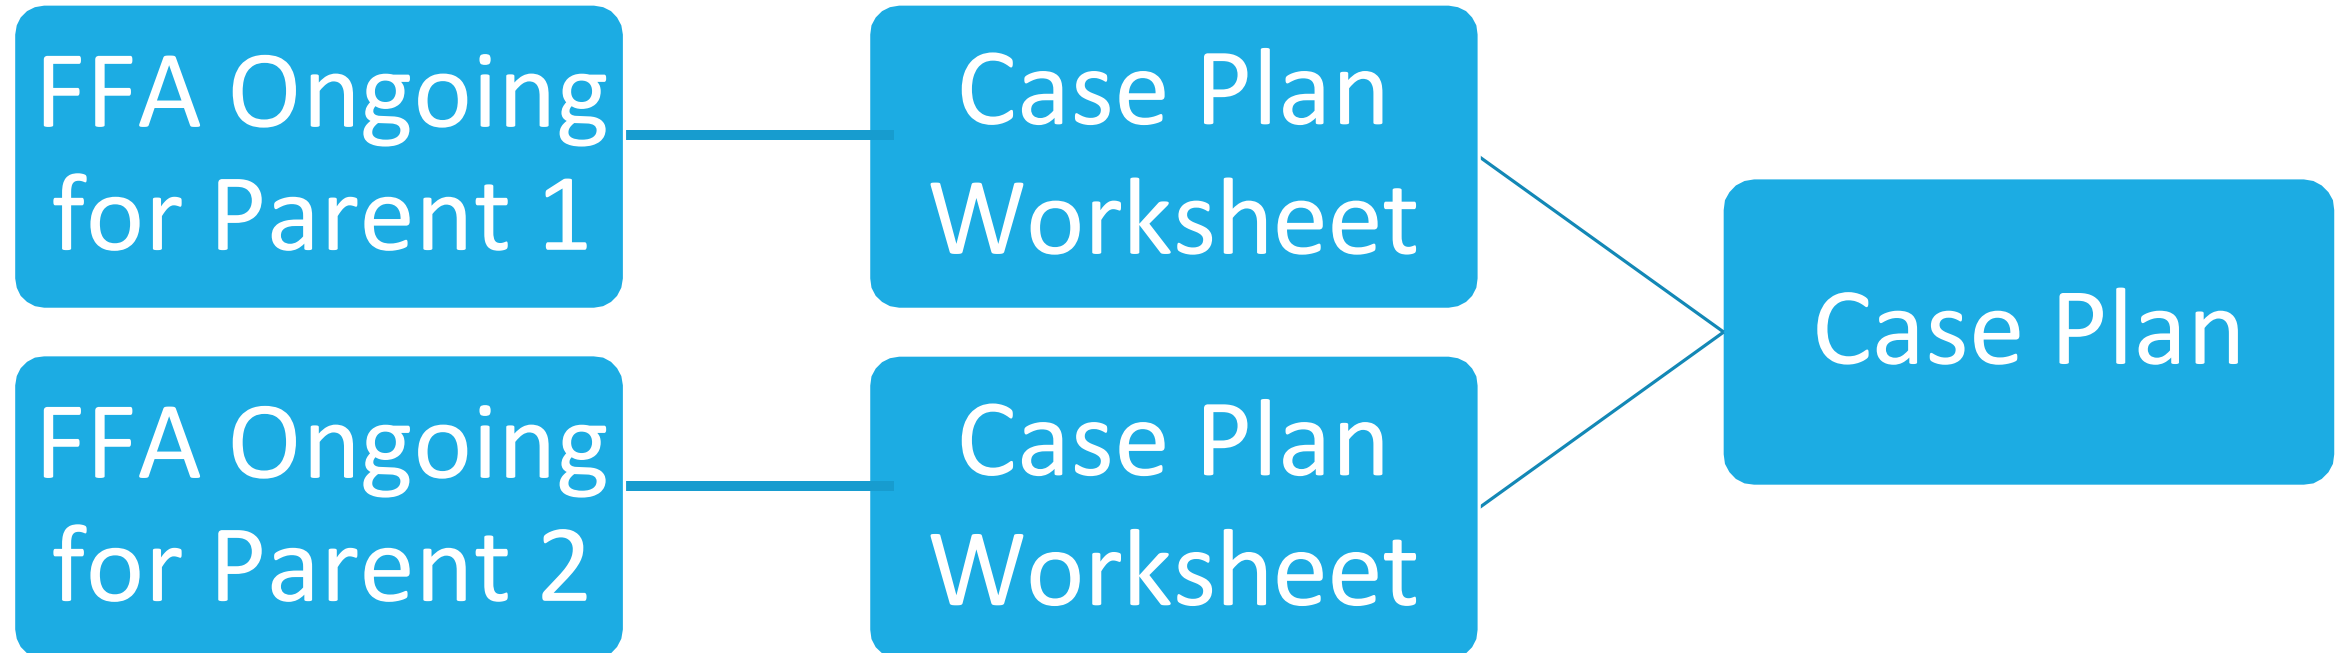 FFA Ongoing
for Parent 1
Case Plan
Worksheet
FFA Ongoing
for Parent 2
Case Plan
Worksheet
Case Plan